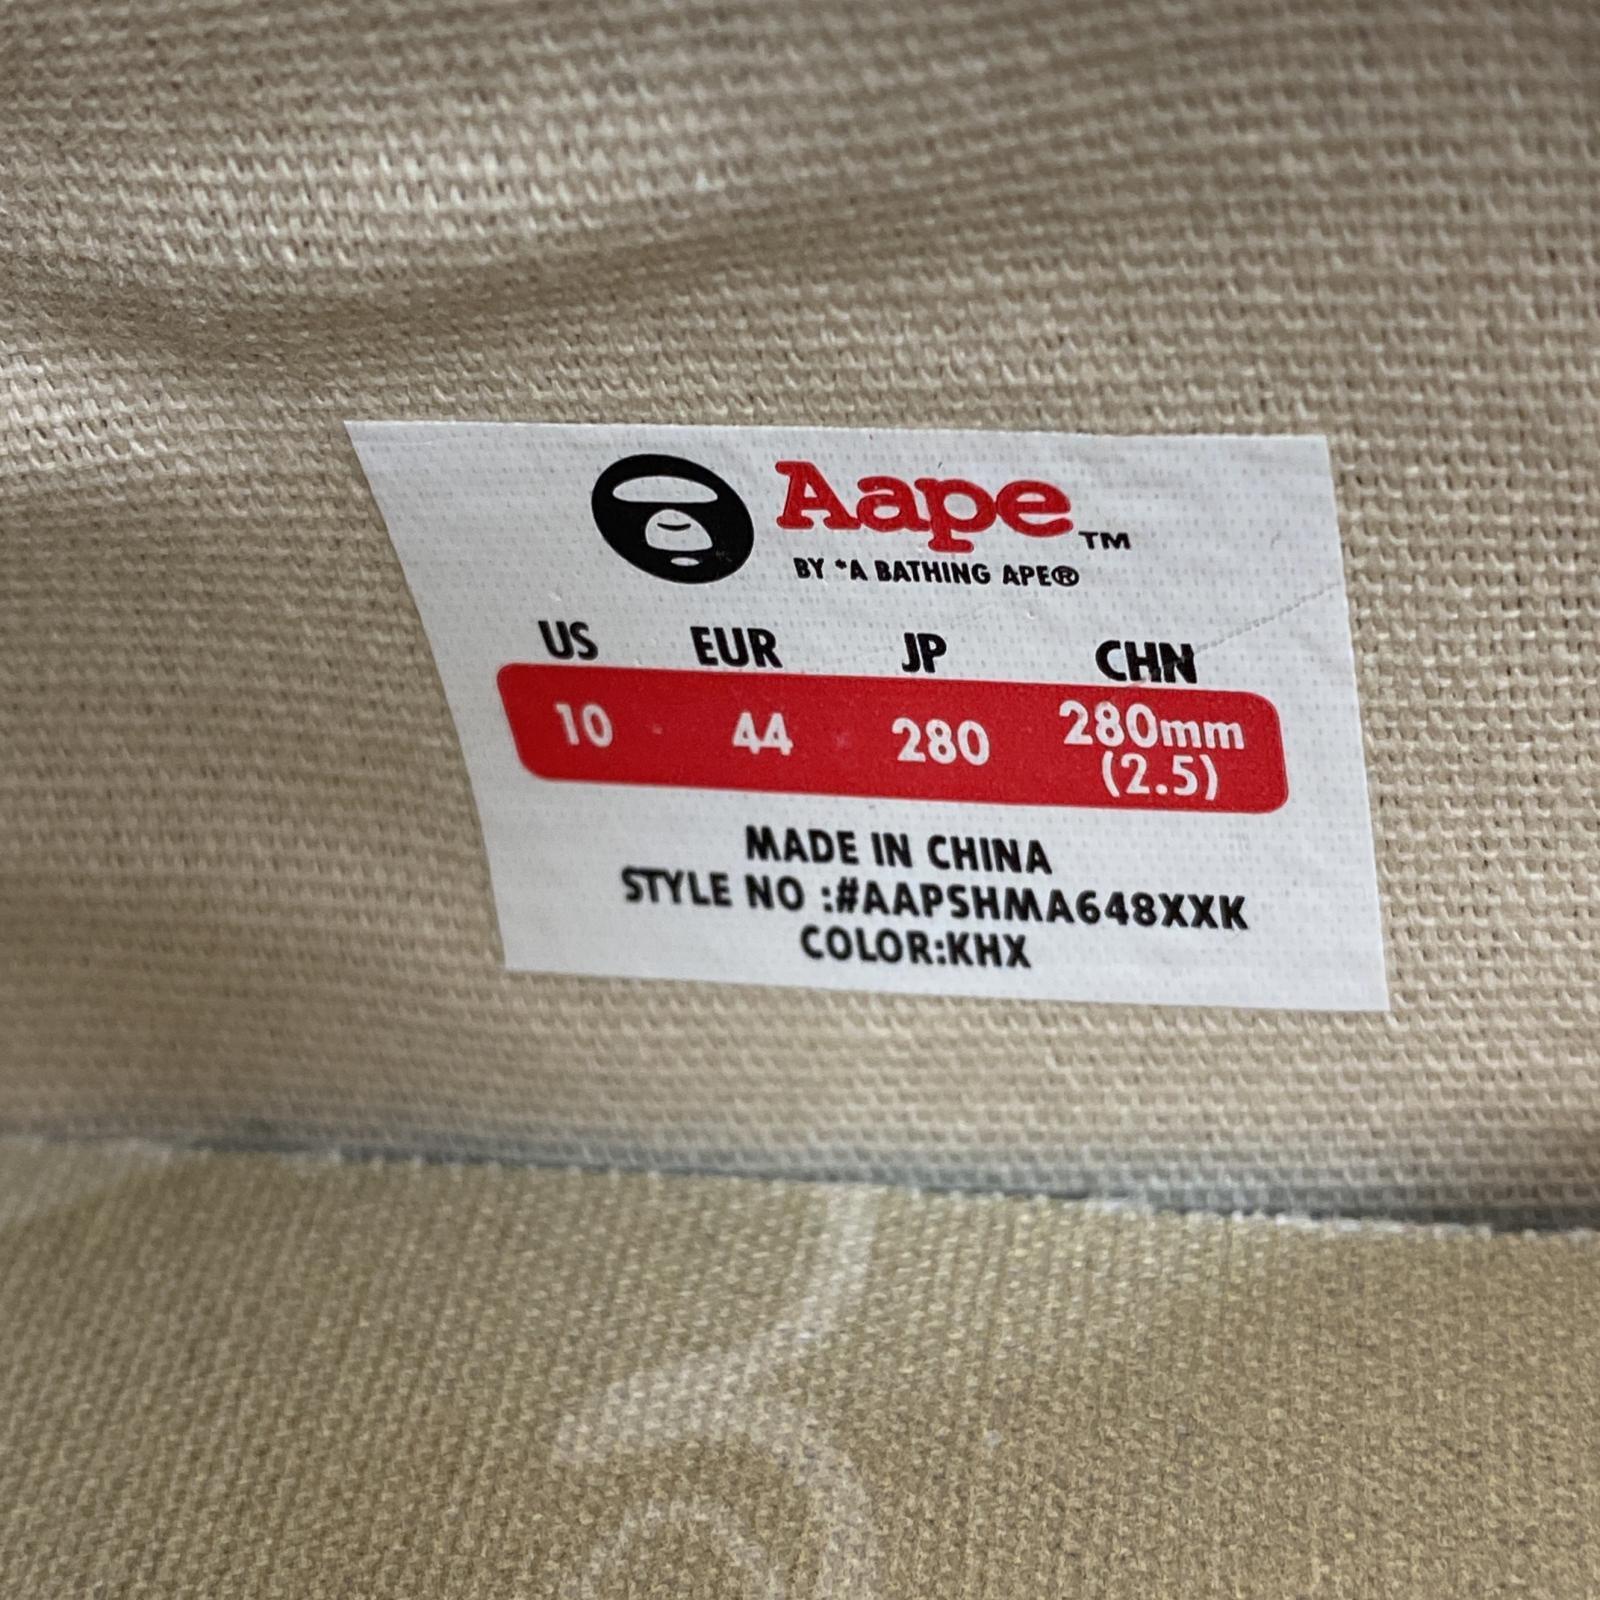 Aape™
BY *A BATHING APE®
US EUR JP CHN
10 44 280 280mm
(2.5)
MADE IN CHINA
STYLE NO :#AAPSHMA648XXK
COLOR:KHX